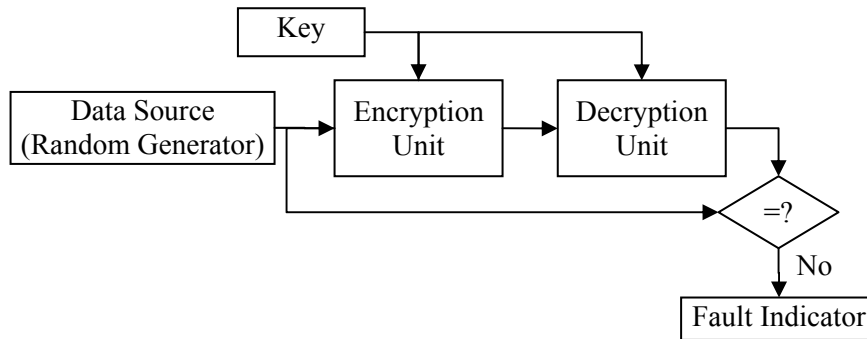 Key
Data Source
(Random Generator)
Encryption
Unit
Decryption
Unit
=?
No
Fault Indicator